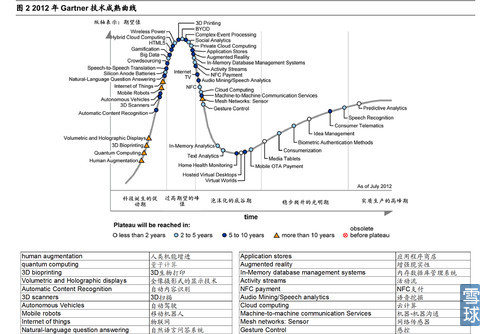 图 2 2012 年 Gartner 技术成熟曲线
纵轴表示：期望值
3D Printing
Wireless Power
BYOD
Hybrid Cloud Computing
Complex-Event Processing
HTML5
Social Analytics
Gamification
Private Cloud Computing
Big Data
Application Stores
Crowdsourcing
Augmented Reality
Speech-to-Speech Translation
In-Memory Database Management Systems
Silicon Anode Batteries
Activity Streams
Natural-Language Question Answering
Internet TV
NFC Payment
Internet of Things
Audio Mining/Speech Analytics
Mobile Robots
NFC
Autonomous Vehicles
Cloud Computing
3D Scanners
Machine-to-Machine Communication Services
Automatic Content Recognition
Mesh Networks: Sensor
Gesture Control
Predictive Analytics
Speech Recognition
Consumer Telematics
Idea Management
Volumetric and Holographic Displays
In-Memory Analytics
Biometric Authentication Methods
3D Bioprinting
Text Analytics
Consumerization
Quantum Computing
Home Health Monitoring
Media Tablets
Human Augmentation
Hosted Virtual Desktops
Mobile OTA Payment
Virtual Worlds
As of July 2012
科技诞生的促动期
过高期望的峰值
泡沫化的底谷期
稳步爬升的光明期
实质生产的高峰期
time
Plateau will be reached in:
less than 2 years
2 to 5 years
5 to 10 years
more than 10 years
obsolete before plateau
human augmentation 人类机能增进 Application stores 应用程序商店
quantum computing 量子计算 Augmented reality 增强现实性
3D bioprinting 3D生物打印 In-Memory database management systems 内存数据库管理系统
Volumetric and Holographic displays 全像摄影式的显示技术 Activity streams 活动流
Automatic Content Recognition 自动内容识别 NFC payment NFC支付
3D scanners 3D扫描 Audio Mining/Speech analytics 语音挖掘
Autonomous Vehicles 自动驾驶 Cloud computing 云计算
Mobile robots 移动机器人 Machine-to-machine Communication services 机器-机器沟通
Internet of things 物联网 Mesh networks: Sensor 网络传感器
Natural-language question answering 自然语言问答系统 Gesture Control 感控
雪球